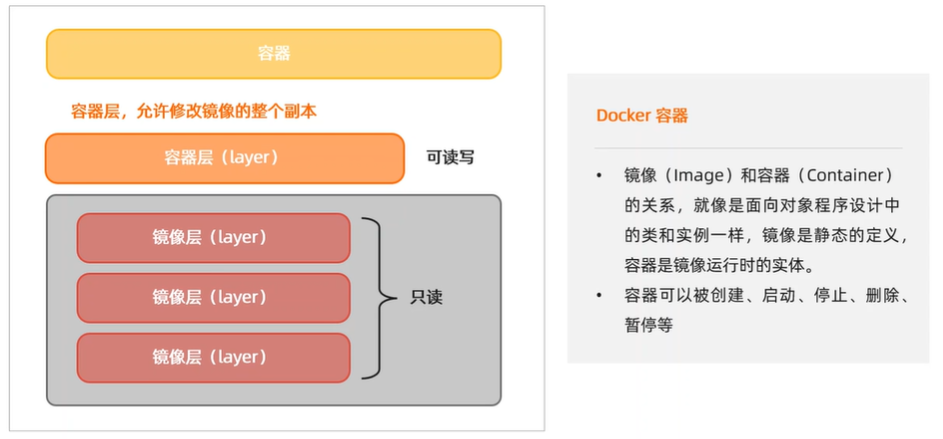 容器
容器层，允许修改镜像的整个副本
容器层（layer）
可读写
镜像层（layer）
镜像层（layer）
只读
镜像层（layer）
Docker 容器
• 镜像（Image）和容器（Container）
的关系，就像是面向对象程序设计中
的类和实例一样，镜像是静态的定义，
容器是镜像运行时的实体。
• 容器可以被创建、启动、停止、删除、
暂停等